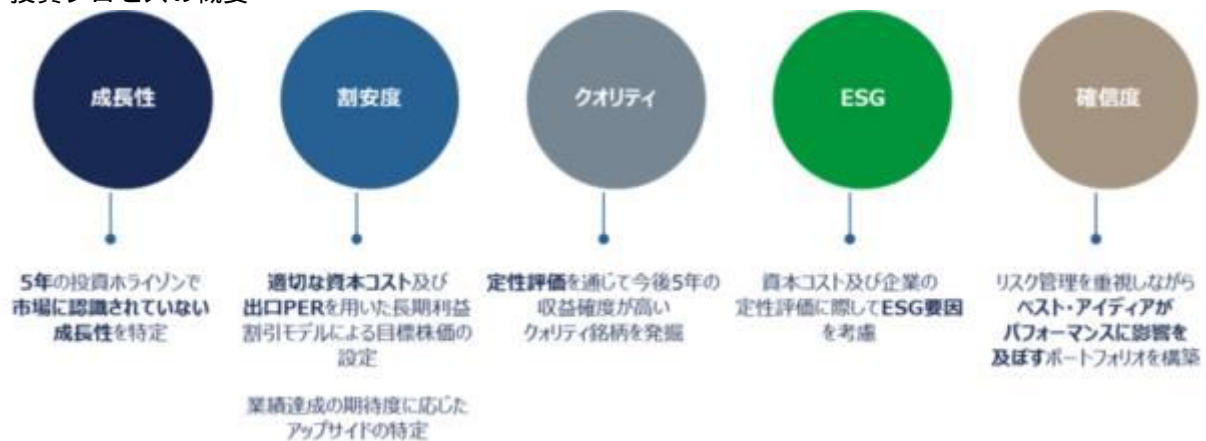 投資プロセスの概要
成長性
割安度
クオリティ
ESG
確信度
5年の投資ホライゾンで
市場に認識されていない
成長性を特定
適切な資本コスト及び
出口PERを用いた長期利益
割引モデルによる目標株価の
設定
業績達成の期待度に応じた
アップサイドの特定
定性評価を通じて今後5年の
収益確度が高い
クォリティ銘柄を発掘
資本コスト及び企業の
定性評価に際してESG要因
を考慮
リスク管理を重視しながら
ベスト・アイディアが
パフォーマンスに影響を
及ぼすポートフォリオを構築